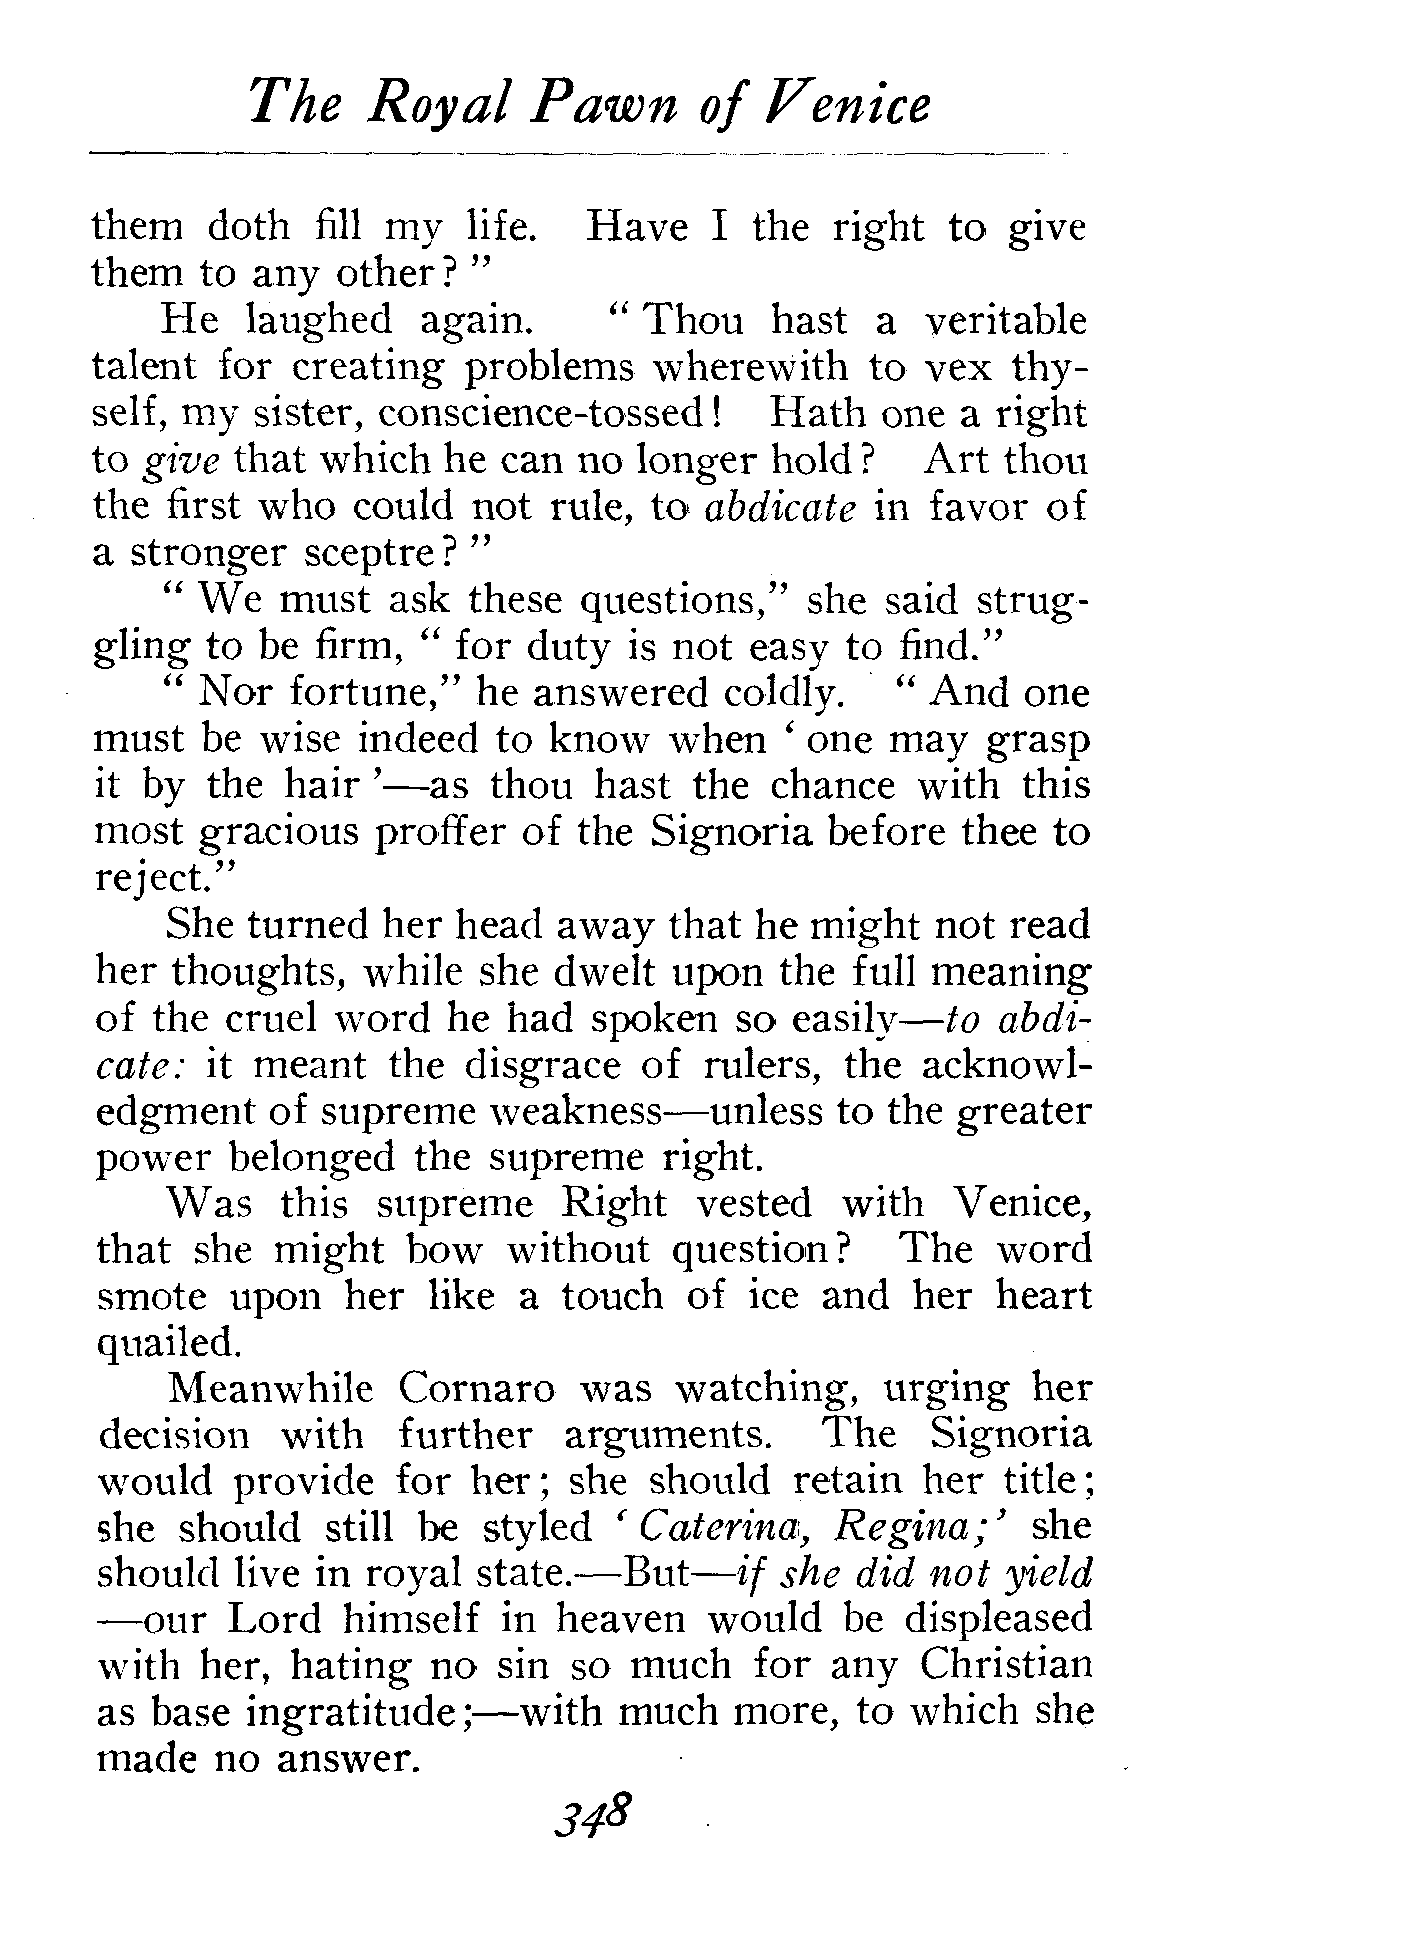 The Royal Pawn of Venice
them doth fill my life. Have I the right to give
them to any other? "
He laughed again. " Thou hast a veritable
talent for creating problems wherewith to vex thy-
self, my sister, conscience-tossed! Hath one a right
to give that which he can no longer hold? Art thou
the first who could not rule, to abdicate in favor of
a stronger sceptre? "
" We must ask these questions," she said strug-
gling to be firm, " for duty is not easy to find."
" Nor fortune," he answered coldly. " And one
must be wise indeed to know when ' one may grasp
it by the hair '—as thou hast the chance with this
most gracious proffer of the Signoria before thee to
reject."
She turned her head away that he might not read
her thoughts, while she dwelt upon the full meaning
of the cruel word he had spoken so easily—to abdi-
cate: it meant the disgrace of rulers, the acknowl-
edgment of supreme weakness—unless to the greater
power belonged the supreme right.
Was this supreme Right vested with Venice,
that she might bow without question? The word
smote upon her like a touch of ice and her heart
quailed.
Meanwhile Cornaro was watching, urging her
decision with further arguments. The Signoria
would provide for her; she should retain her title;
she should still be styled ' Caterina, Regina;' she
should live in royal state.—But—if she did not yield
—our Lord himself in heaven would be displeased
with her, hating no sin so much for any Christian
as base ingratitude;—with much more, to which she
made no answer.
348